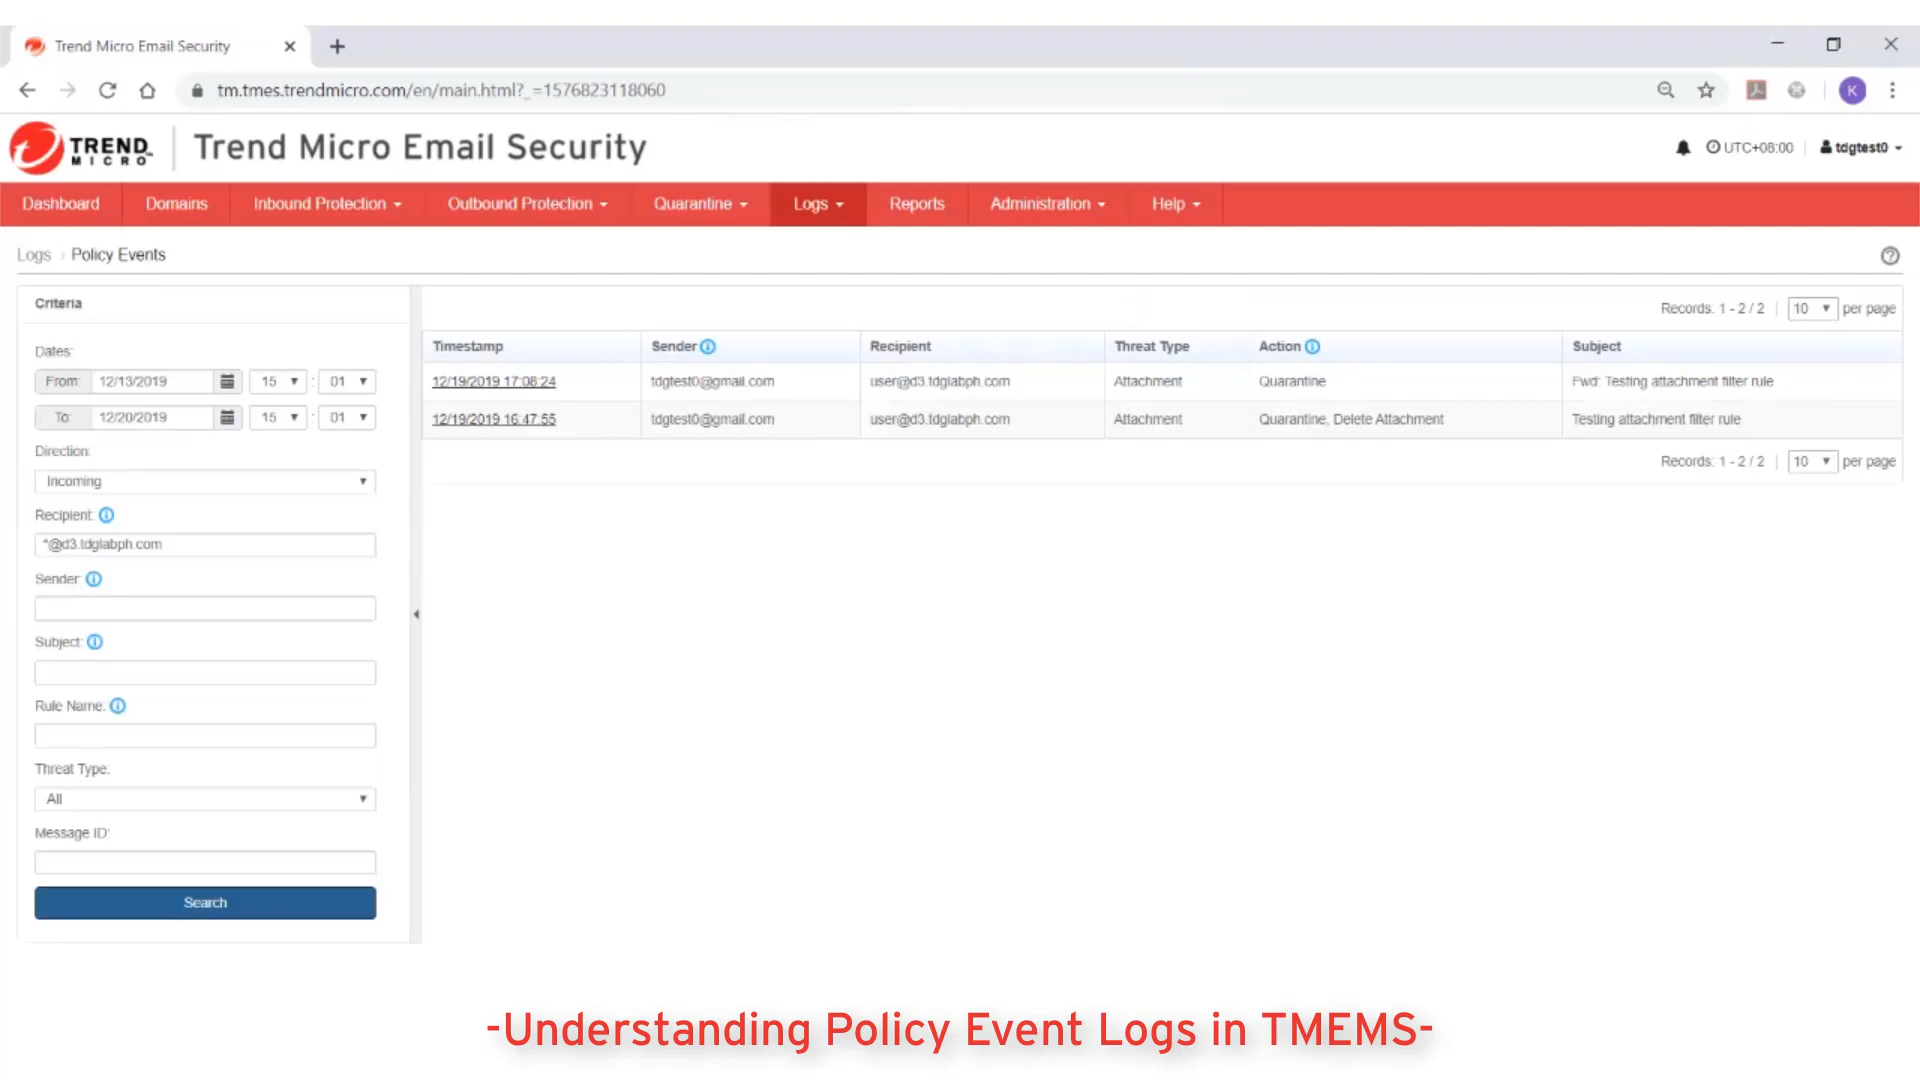 Trend Micro Email Security
tm.tmes.trendmicro.com/en/main.html?_=1576823118060
K
TREND MICRO™ Trend Micro Email Security
UTC+08:00 tdgtest0
Dashboard Domains Inbound Protection Outbound Protection Quarantine Logs Reports Administration Help
Logs › Policy Events
Criteria
Dates:
From: 12/13/2019 15 : 01
To: 12/20/2019 15 : 01
Direction:
Incoming
Recipient:
*@d3.tdglabph.com
Sender:
Subject:
Rule Name:
Threat Type:
All
Message ID:
Search
Records: 1 - 2 / 2 | 10 per page
Timestamp Sender Recipient Threat Type Action Subject
12/19/2019 17:08:24 tdgtest0@gmail.com user@d3.tdglabph.com Attachment Quarantine Fwd: Testing attachment filter rule
12/19/2019 16:47:55 tdgtest0@gmail.com user@d3.tdglabph.com Attachment Quarantine, Delete Attachment Testing attachment filter rule
Records: 1 - 2 / 2 | 10 per page
-Understanding Policy Event Logs in TMEMS-